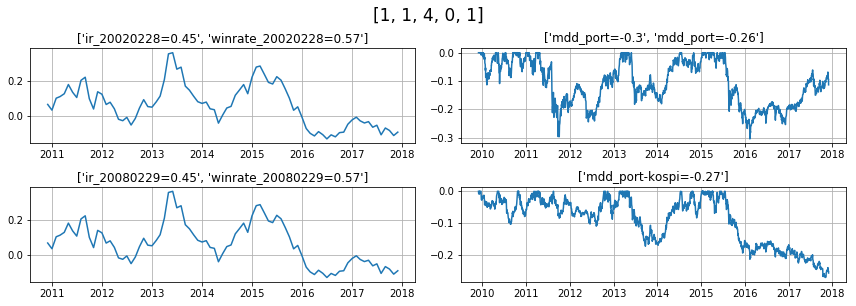 [1, 1, 4, 0, 1]
['ir_20020228=0.45', 'winrate_20020228=0.57']
0.2
0.0
2011 2012 2013 2014 2015 2016 2017 2018
['mdd_port=-0.3', 'mdd_port=-0.26']
0.0
−0.1
−0.2
−0.3
2010 2011 2012 2013 2014 2015 2016 2017 2018
['ir_20080229=0.45', 'winrate_20080229=0.57']
0.2
0.0
2011 2012 2013 2014 2015 2016 2017 2018
['mdd_port-kospi=-0.27']
0.0
−0.1
−0.2
2010 2011 2012 2013 2014 2015 2016 2017 2018